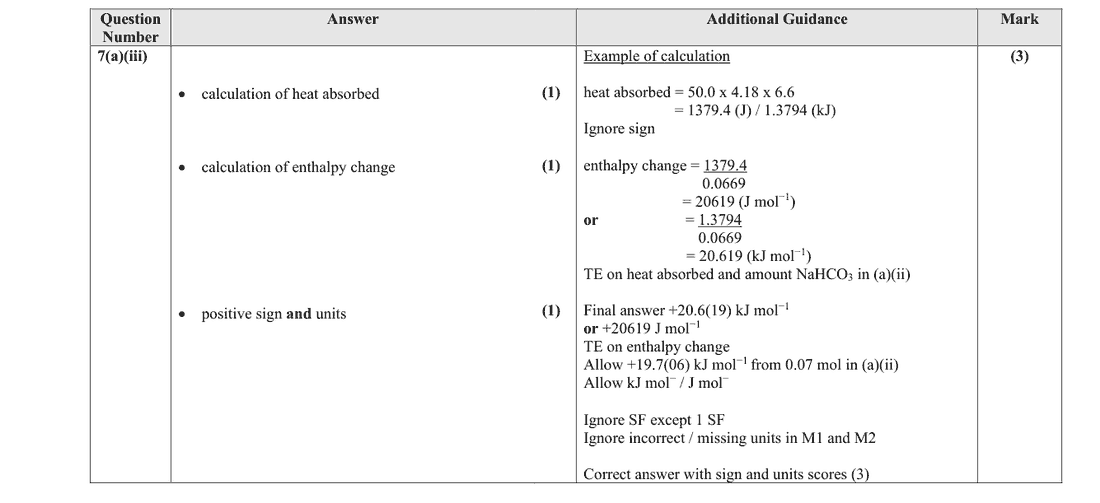 Question Number
Answer
Additional Guidance
Mark
7(a)(iii)
Example of calculation
(3)
• calculation of heat absorbed (1)
heat absorbed = 50.0 x 4.18 x 6.6
= 1379.4 (J) / 1.3794 (kJ)
Ignore sign
• calculation of enthalpy change (1)
enthalpy change = 1379.4
0.0669
= 20619 (J mol⁻¹)
or = 1.3794
0.0669
= 20.619 (kJ mol⁻¹)
TE on heat absorbed and amount NaHCO₃ in (a)(ii)
• positive sign and units (1)
Final answer +20.6(19) kJ mol⁻¹
or +20619 J mol⁻¹
TE on enthalpy change
Allow +19.7(06) kJ mol⁻¹ from 0.07 mol in (a)(ii)
Allow kJ mol⁻ / J mol⁻
Ignore SF except 1 SF
Ignore incorrect / missing units in M1 and M2
Correct answer with sign and units scores (3)